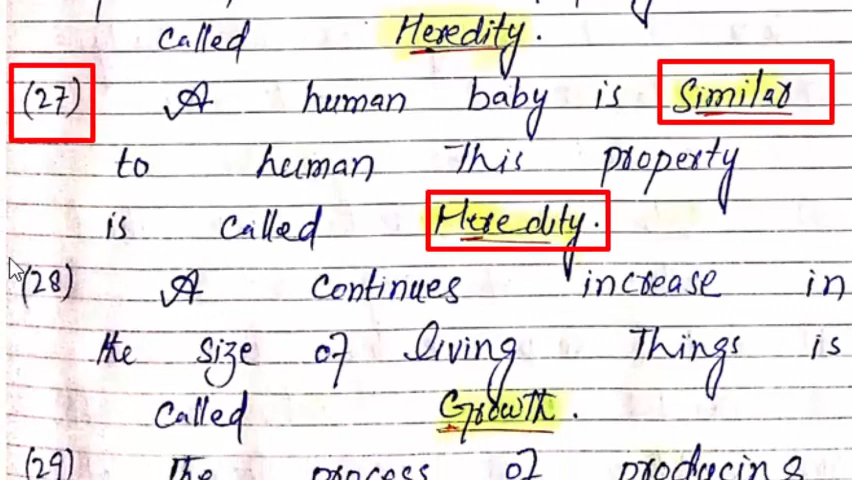 called Heredity.
(27) A human baby is Similar
to human This property
is called Heredity.
(28) A continues increase in
the size of living Things is
called Growth.
(29) The process of producing